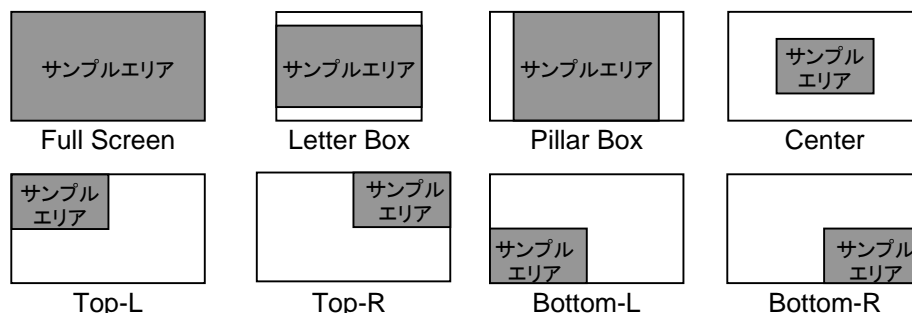 サンプルエリア
サンプルエリア
サンプルエリア
サンプル
エリア
Full Screen
Letter Box
Pillar Box
Center
サンプル
エリア
サンプル
エリア
サンプル
エリア
サンプル
エリア
Top-L
Top-R
Bottom-L
Bottom-R